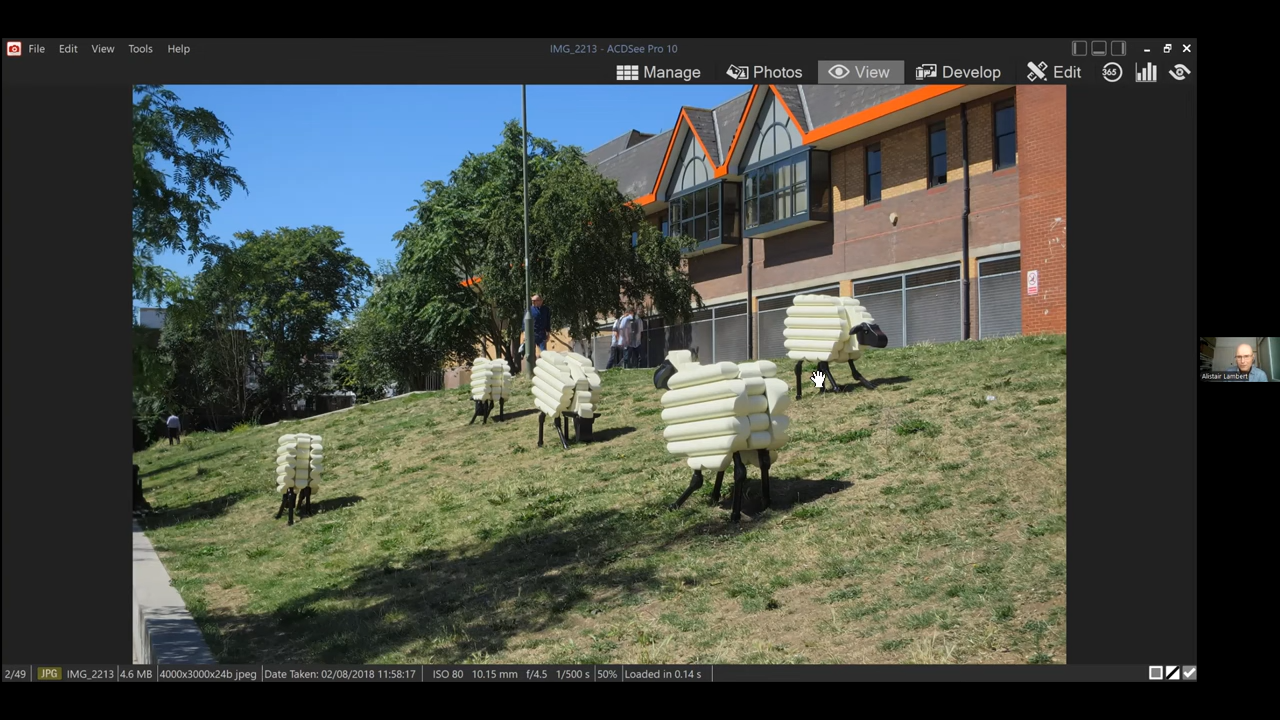 File Edit View Tools Help IMG_2213 - ACDSee Pro 10
Manage Photos View Develop Edit 365
Alistair Lambert
2/49 JPG IMG_2213 4.6 MB 4000x3000x24b jpeg Date Taken: 02/08/2018 11:58:17 ISO 80 10.15 mm f/4.5 1/500 s 50% Loaded in 0.14 s